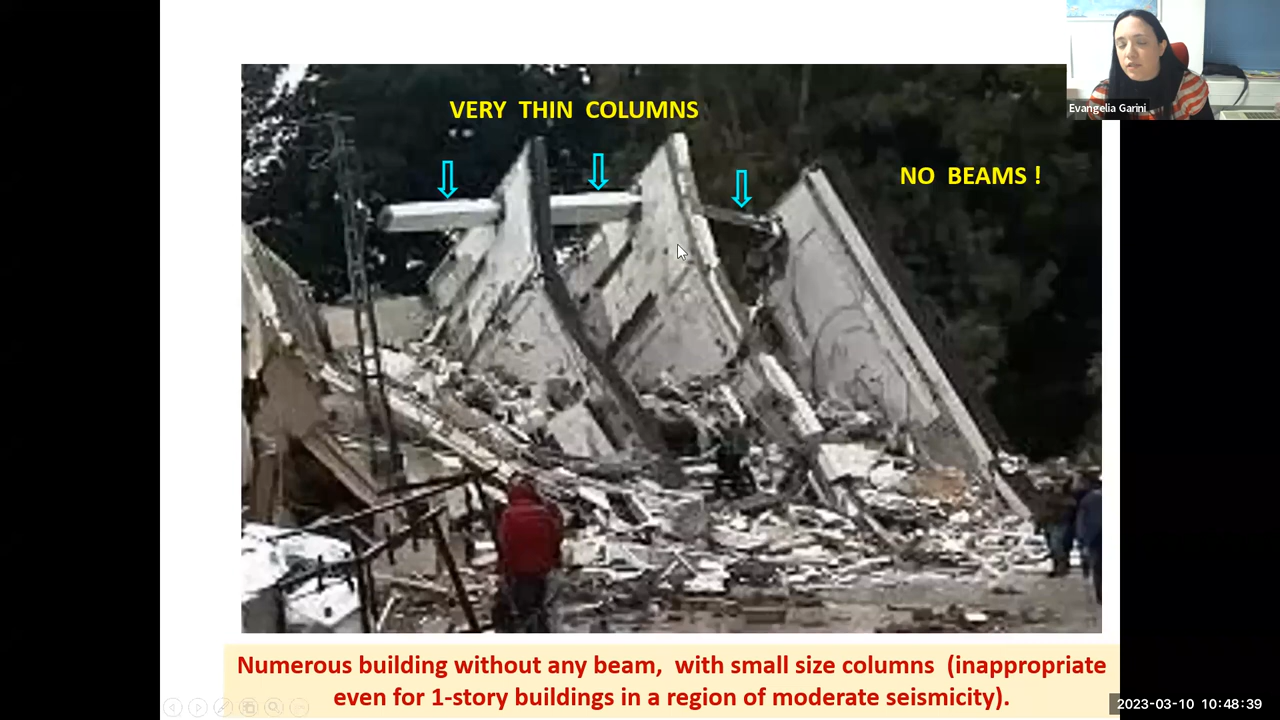 Evangelia Garini
VERY THIN COLUMNS
NO BEAMS !
Numerous building without any beam, with small size columns (inappropriate
even for 1-story buildings in a region of moderate seismicity).
2023-03-10 10:48:39